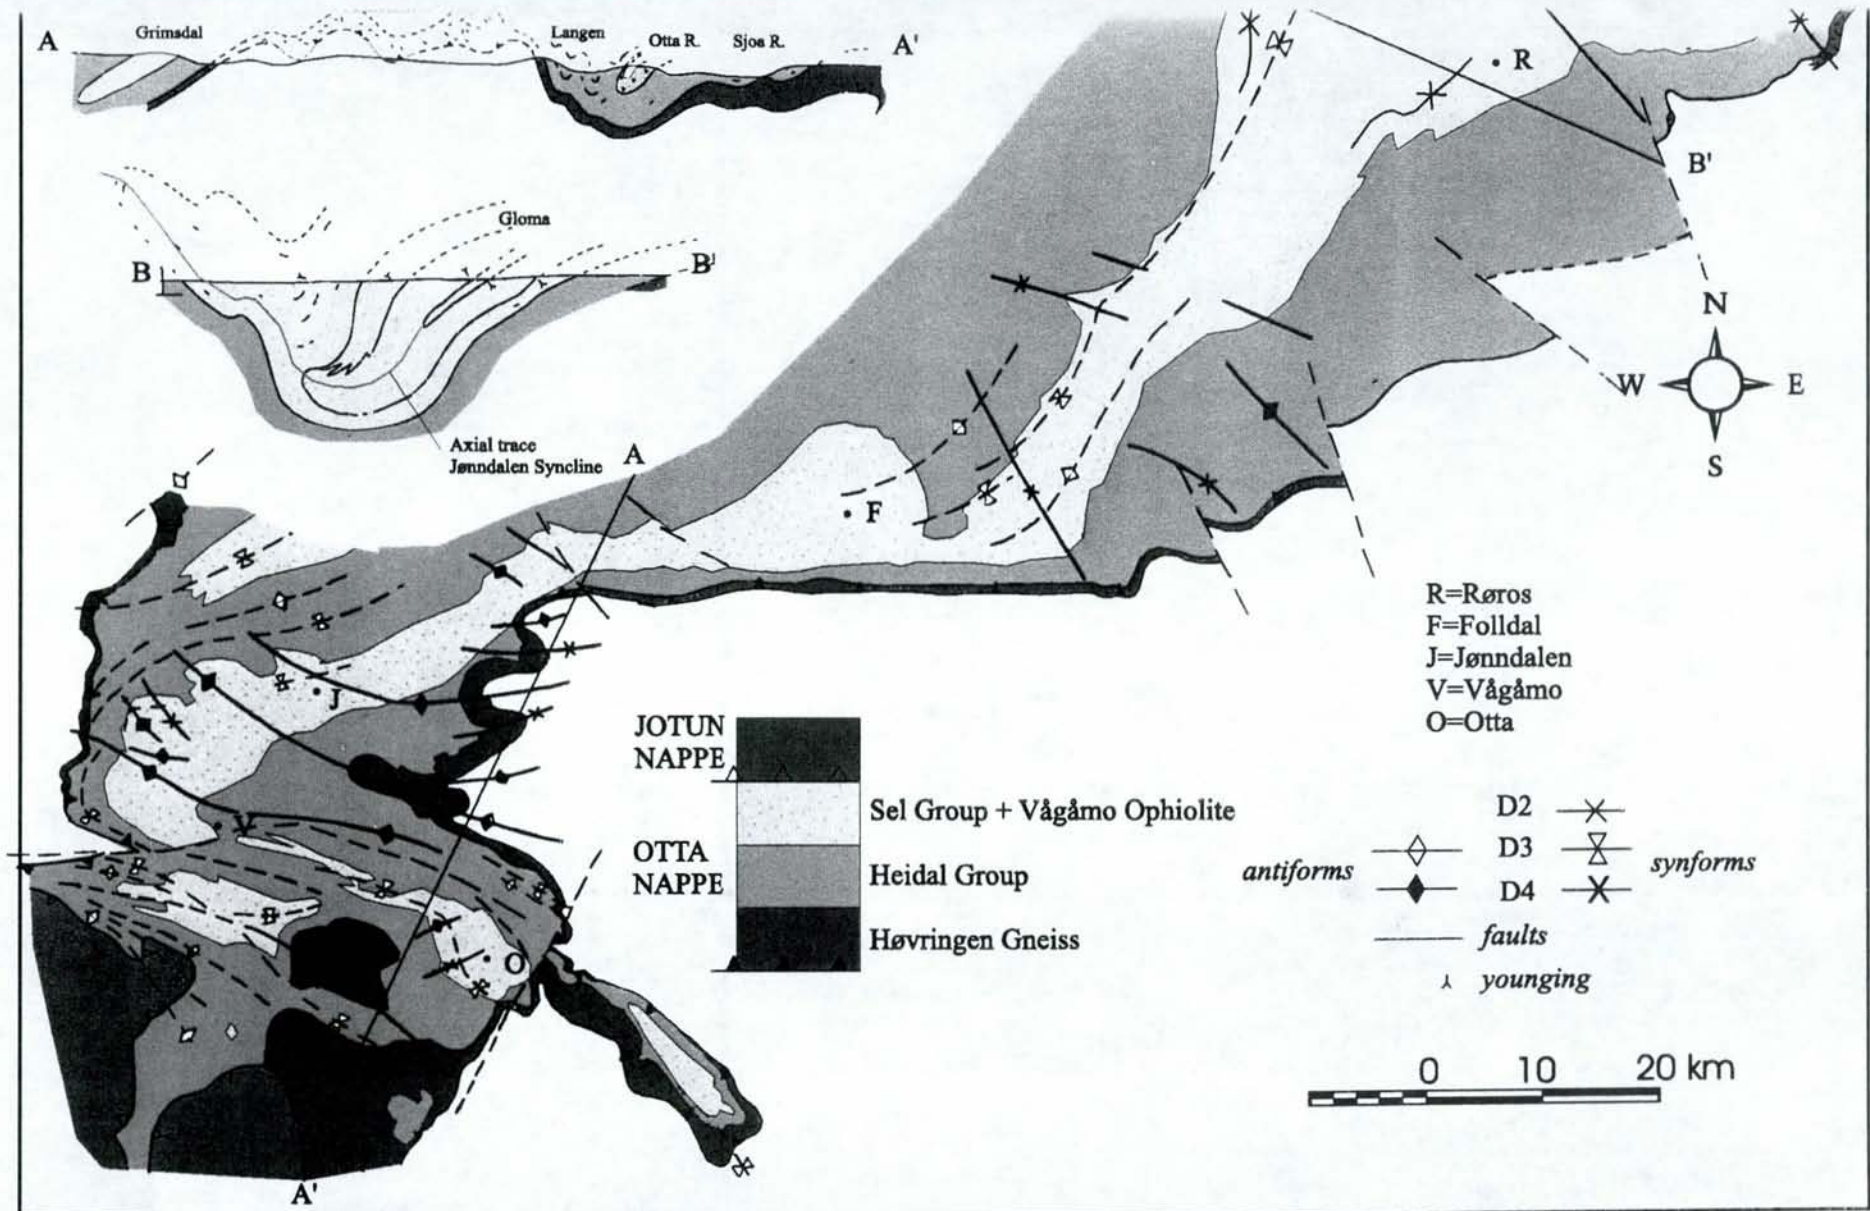 A
Grimsdal
Langen
Otta R.
Sjoa R.
A'
R
B'
Gloma
B
B'
Axial trace
Jønndalen Syncline
A
N
W
E
S
F
J
V
O
A'
R=Røros
F=Folldal
J=Jønndalen
V=Vågåmo
O=Otta
JOTUN
NAPPE
Sel Group + Vågåmo Ophiolite
OTTA
NAPPE
Heidal Group
Høvringen Gneiss
D2
antiforms
D3
synforms
D4
faults
younging
0 10 20 km